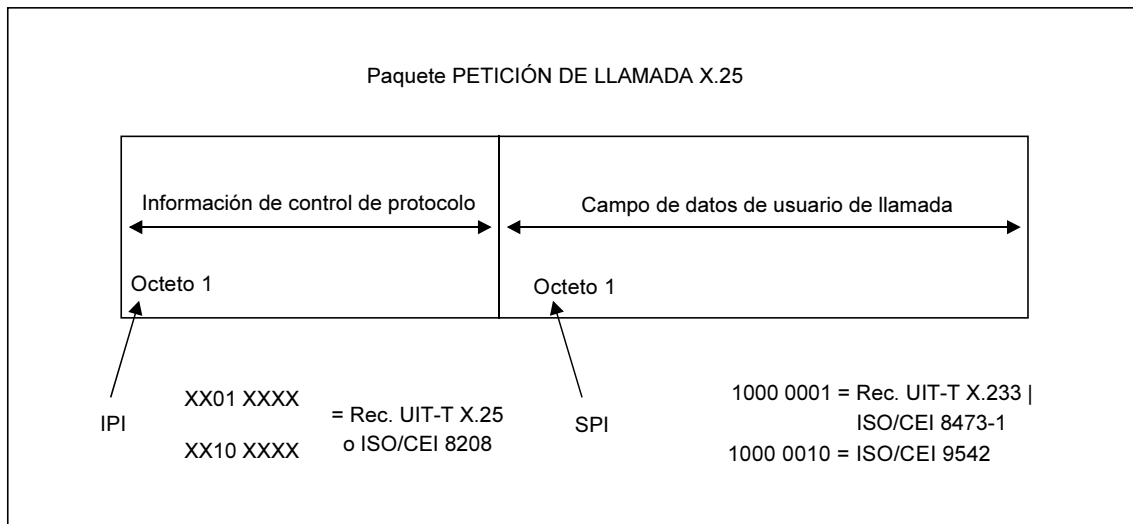 Paquete PETICIÓN DE LLAMADA X.25
Información de control de protocolo
Campo de datos de usuario de llamada
Octeto 1
Octeto 1
IPI
XX01 XXXX
XX10 XXXX
= Rec. UIT-T X.25
o ISO/CEI 8208
SPI
1000 0001 = Rec. UIT-T X.233 |
ISO/CEI 8473-1
1000 0010 = ISO/CEI 9542